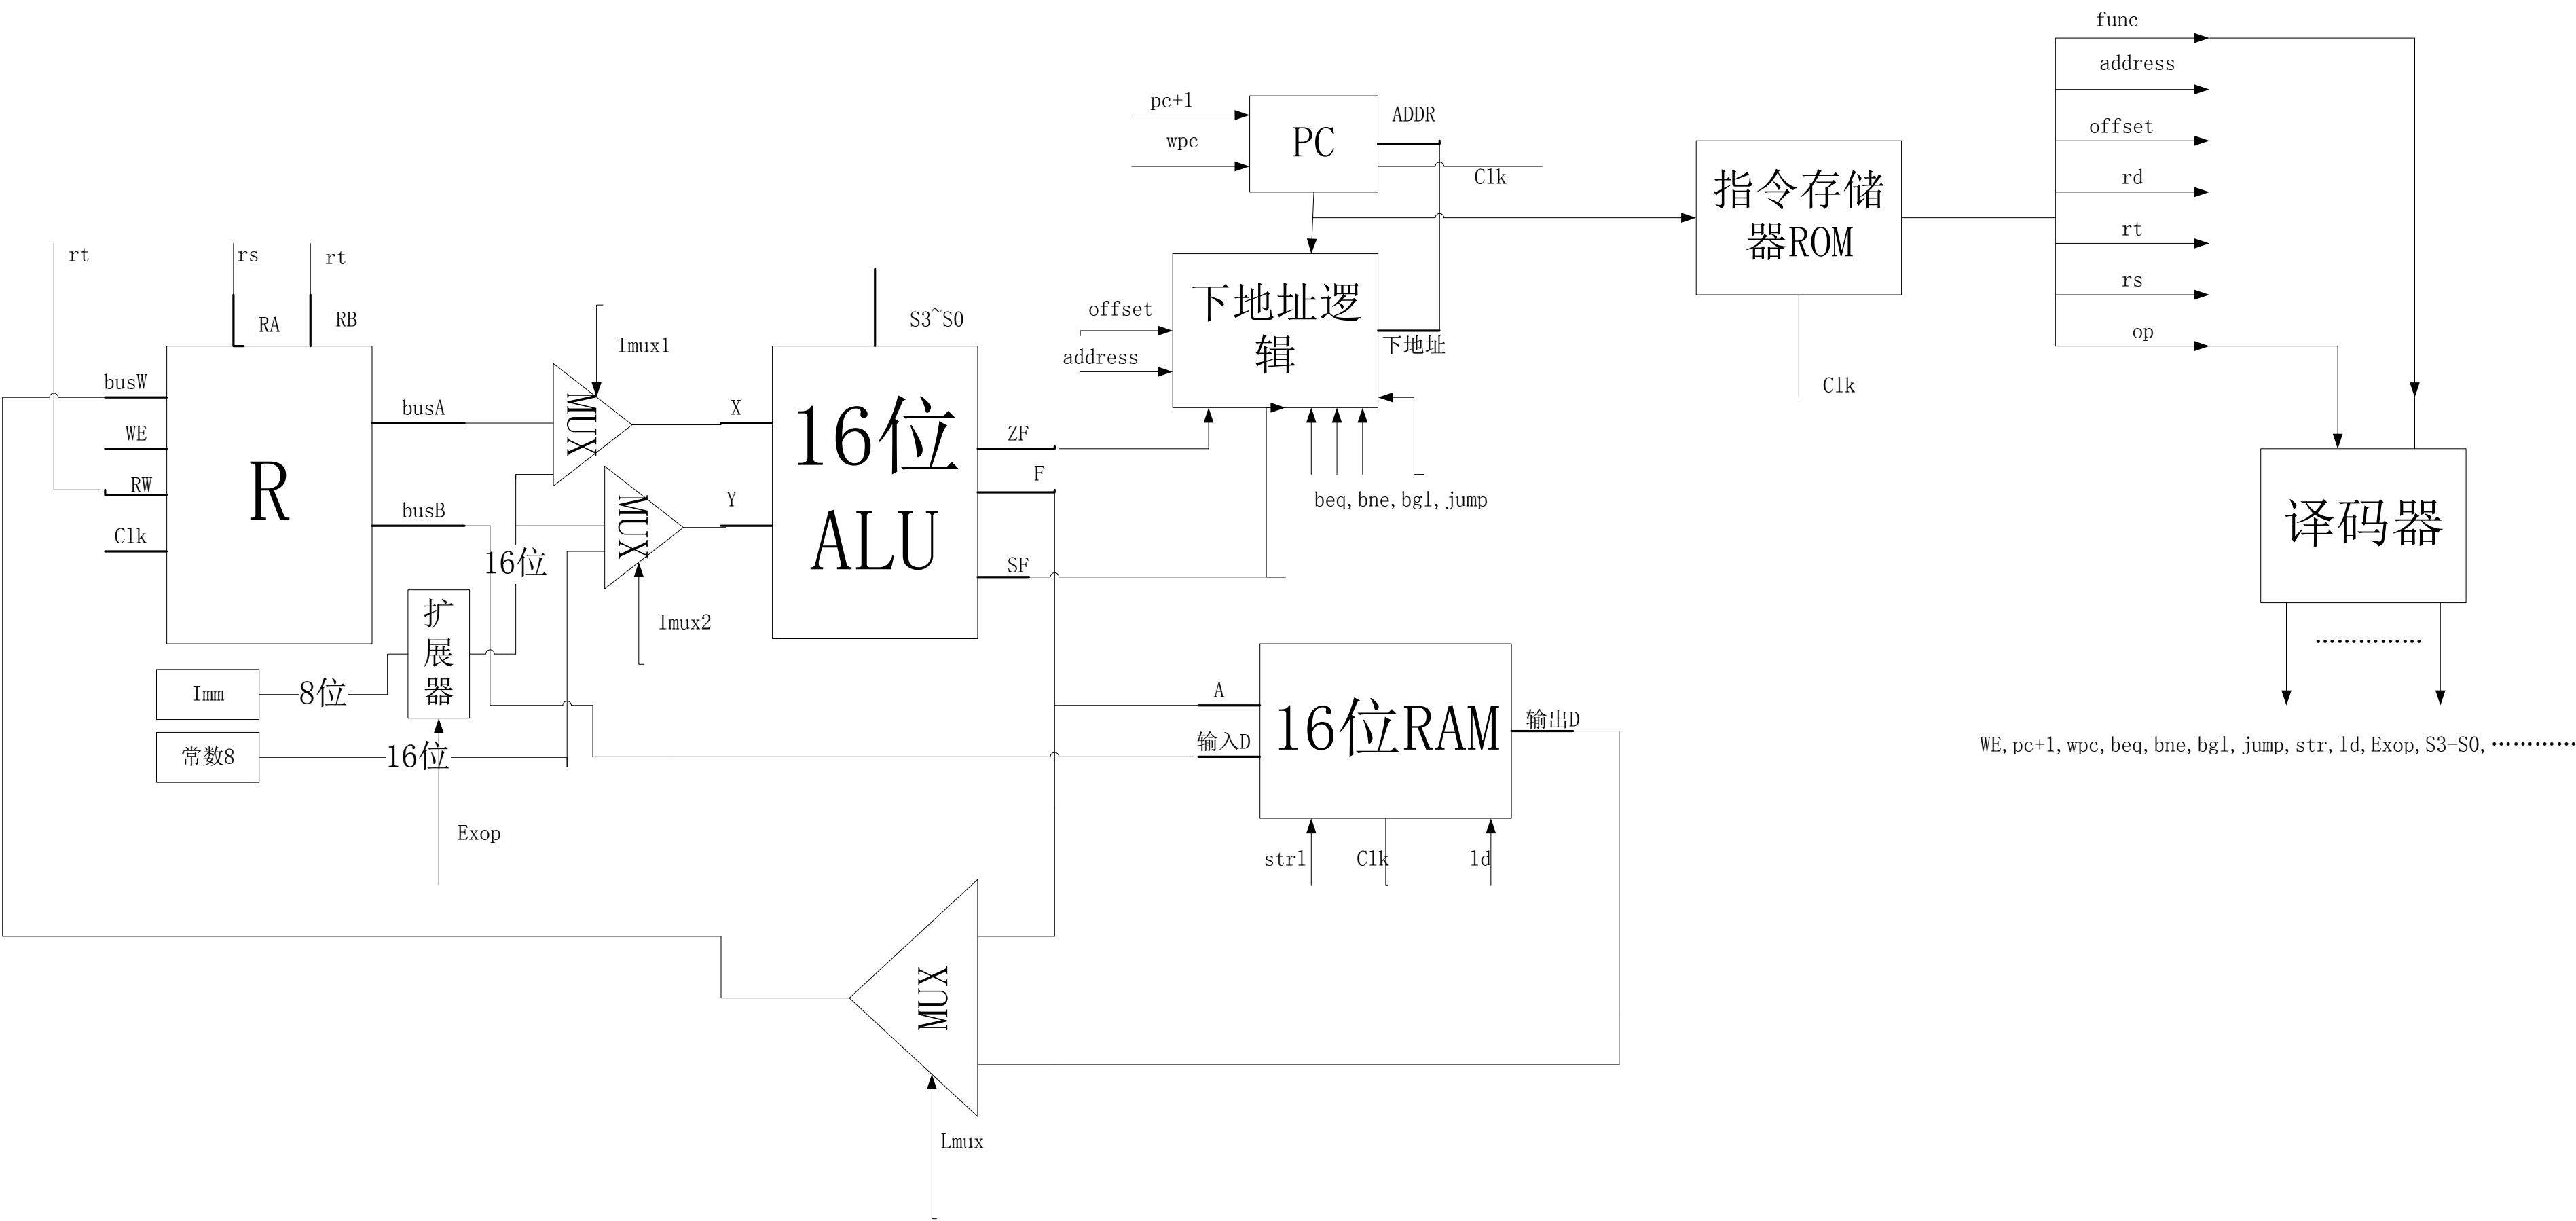 func
address
offset
rd
rt
rs
op
pc+1
wpc
PC
ADDR
Clk
指令存储
器ROM
Clk
下地址逻
辑
offset
address
下地址
beq,bne,bgl,jump
rt
rs
rt
RA
RB
busW
WE
RW
Clk
R
busA
busB
Imux1
MUX
MUX
Imux2
16位
X
Y
S3~S0
16位
ALU
ZF
F
SF
译码器
……………
WE,pc+1,wpc,beq,bne,bgl,jump,str,ld,Exop,S3-S0,…………
扩
展
器
Imm
8位
常数8
16位
Exop
A
输入D
16位RAM
输出D
strl
Clk
ld
MUX
Lmux